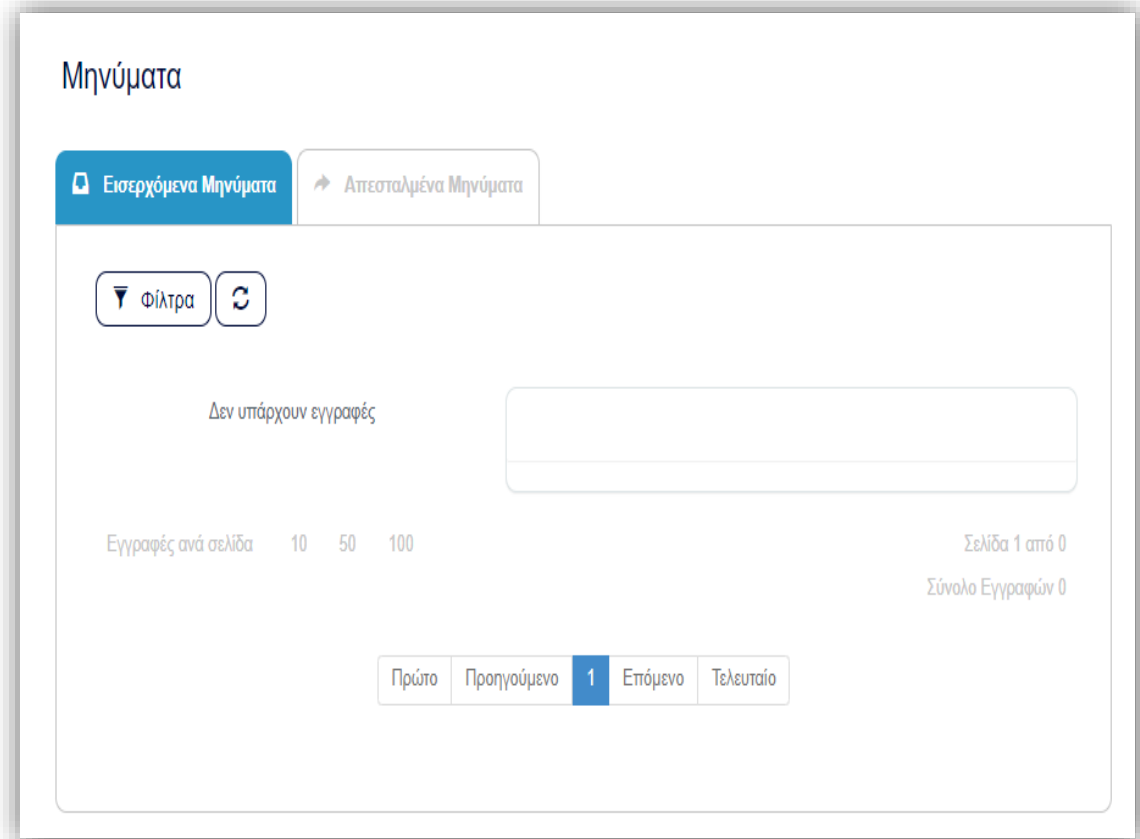 Μηνύματα
Εισερχόμενα Μηνύματα Απεσταλμένα Μηνύματα
Φίλτρα
Δεν υπάρχουν εγγραφές
Εγγραφές ανά σελίδα 10 50 100 Σελίδα 1 από 0
Σύνολο Εγγραφών 0
Πρώτο Προηγούμενο 1 Επόμενο Τελευταίο